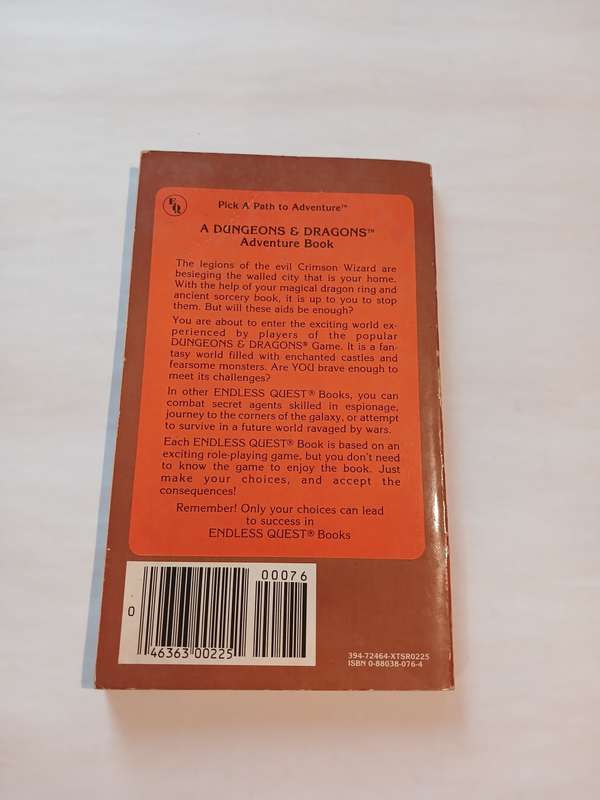 EQ
Pick A Path to Adventure™
A DUNGEONS & DRAGONS™
Adventure Book
The legions of the evil Crimson Wizard are
besieging the walled city that is your home.
With the help of your magical dragon ring and
ancient sorcery book, it is up to you to stop
them. But will these aids be enough?
You are about to enter the exciting world ex-
perienced by players of the popular
DUNGEONS & DRAGONS® Game. It is a fan-
tasy world filled with enchanted castles and
fearsome monsters. Are YOU brave enough to
meet its challenges?
In other ENDLESS QUEST® Books, you can
combat secret agents skilled in espionage,
journey to the corners of the galaxy, or attempt
to survive in a future world ravaged by wars.
Each ENDLESS QUEST® Book is based on an
exciting role-playing game, but you don't need
to know the game to enjoy the book. Just
make your choices, and accept the
consequences!
Remember! Only your choices can lead
to success in
ENDLESS QUEST® Books
00076
0
46363 00225
394-72464-XTSR0225
ISBN 0-88038-076-4